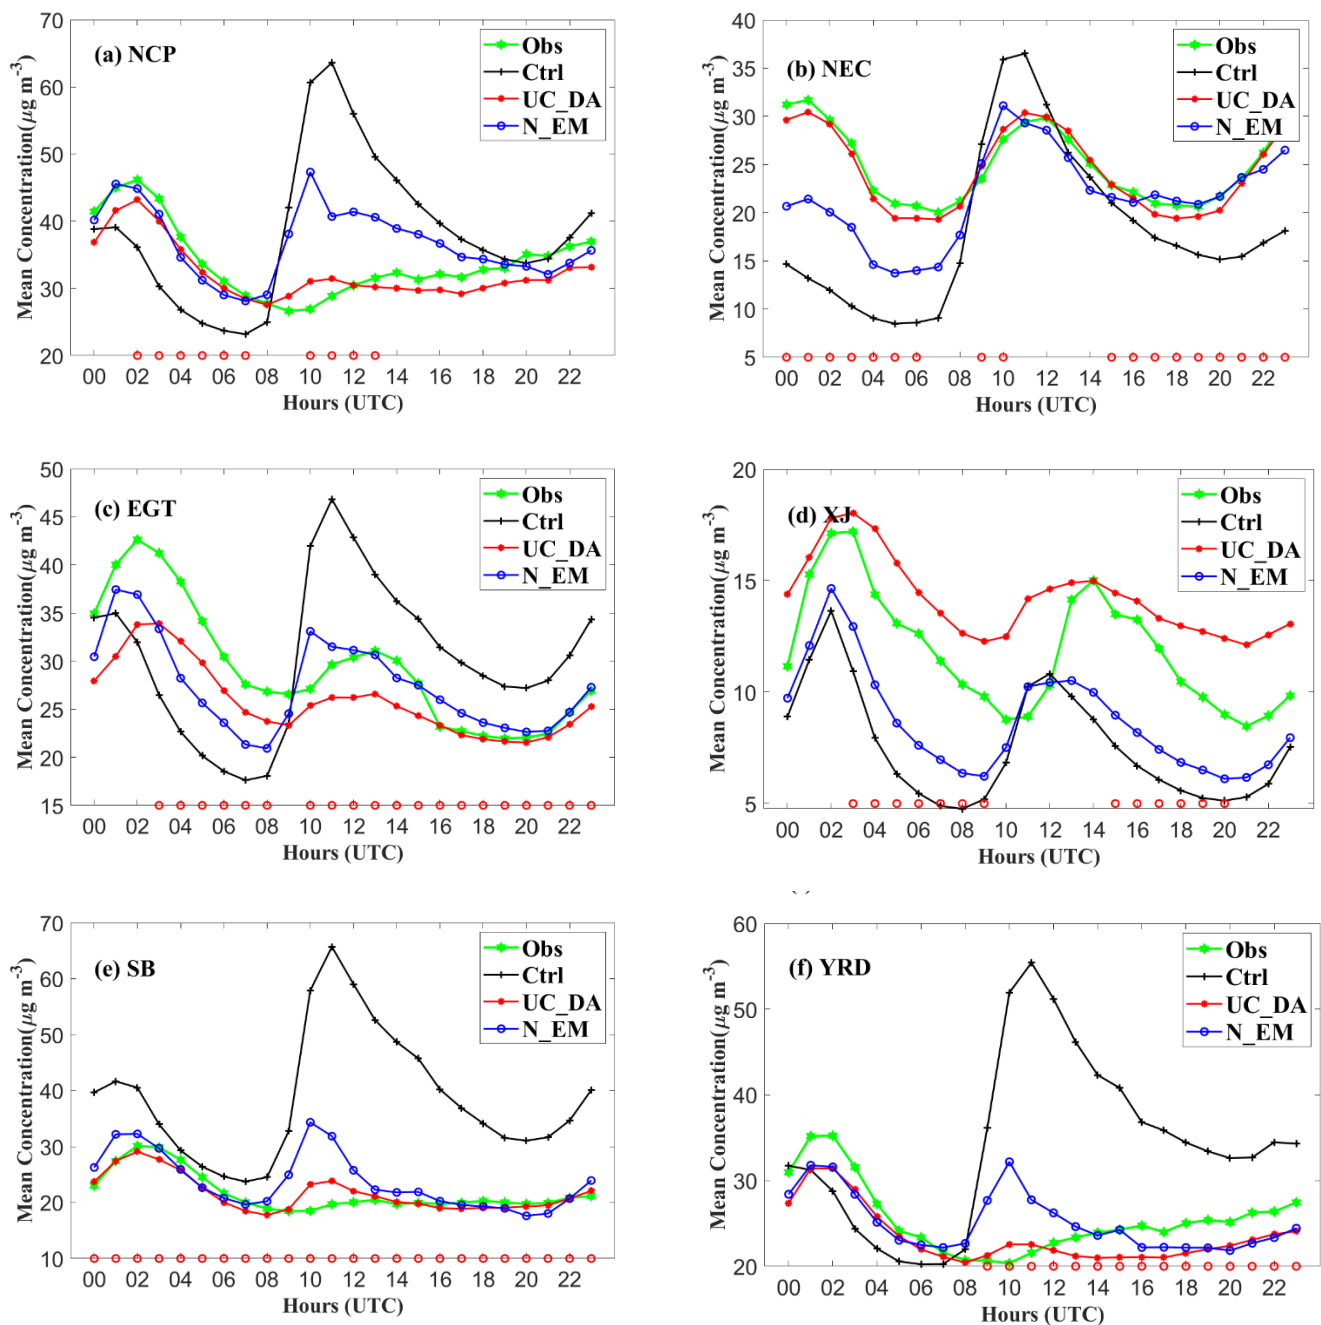 (a) NCP
Obs
Ctrl
UC_DA
N_EM
Mean Concentration(μg m-3)
70
60
50
40
30
20
00 02 04 06 08 10 12 14 16 18 20 22
Hours (UTC)
(b) NEC
Obs
Ctrl
UC_DA
N_EM
Mean Concentration(μg m-3)
40
35
30
25
20
15
10
5
00 02 04 06 08 10 12 14 16 18 20 22
Hours (UTC)
(c) EGT
Obs
Ctrl
UC_DA
N_EM
Mean Concentration(μg m-3)
50
45
40
35
30
25
20
15
00 02 04 06 08 10 12 14 16 18 20 22
Hours (UTC)
(d) XJ
Obs
Ctrl
UC_DA
N_EM
Mean Concentration(μg m-3)
20
15
10
5
00 02 04 06 08 10 12 14 16 18 20 22
Hours (UTC)
(e) SB
Obs
Ctrl
UC_DA
N_EM
Mean Concentration(μg m-3)
70
60
50
40
30
20
10
00 02 04 06 08 10 12 14 16 18 20 22
Hours (UTC)
(f) YRD
Obs
Ctrl
UC_DA
N_EM
Mean Concentration(μg m-3)
60
50
40
30
20
00 02 04 06 08 10 12 14 16 18 20 22
Hours (UTC)